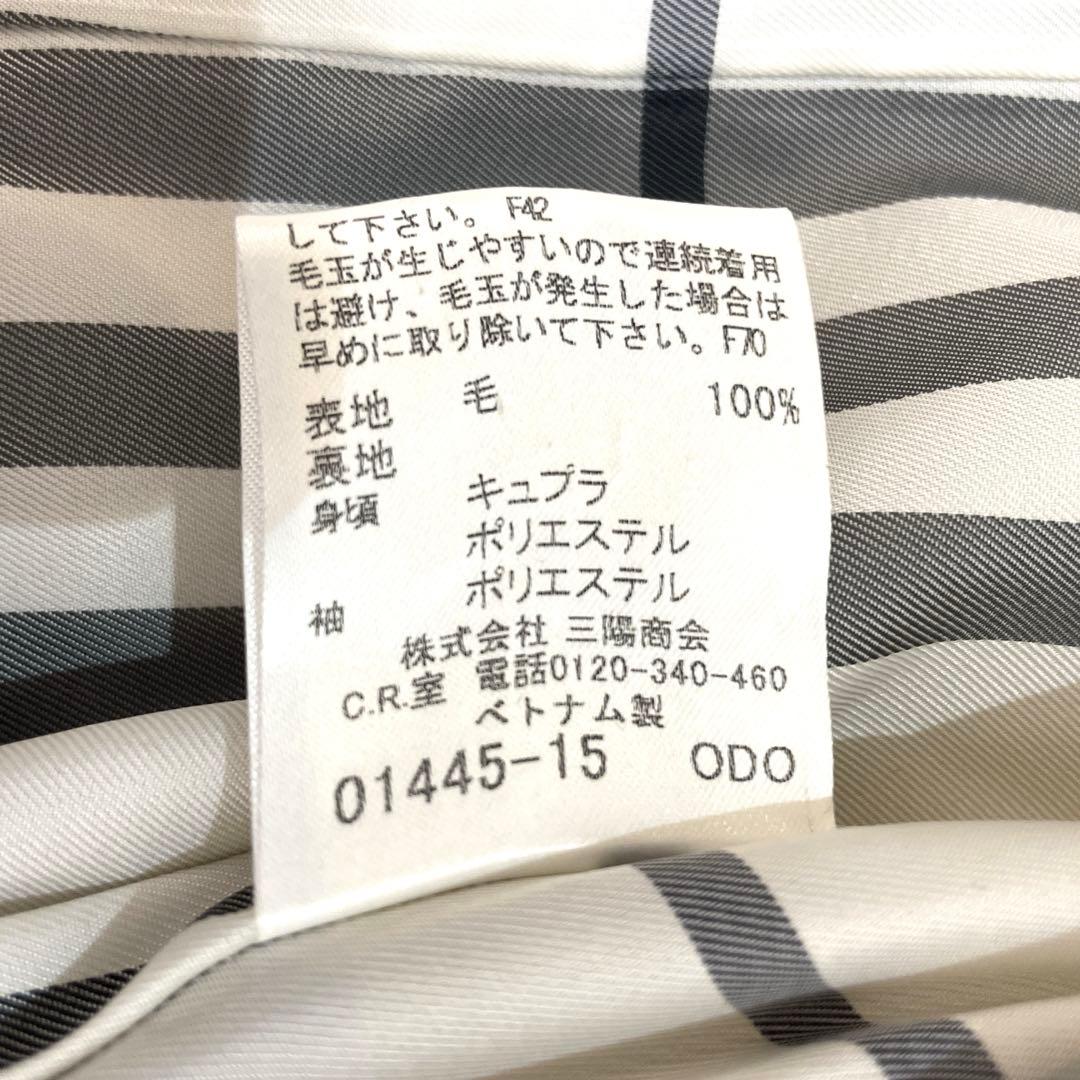 して下さい。 F42
毛玉が生じやすいので連続着用
は避け、毛玉が発生した場合は
早めに取り除いて下さい。F70
表地 毛 100%
裏地
身頃 キュプラ
ポリエステル
袖 ポリエステル
株式会社 三陽商会
C.R.室 電話0120-340-460
ベトナム製
01445-15 ODO